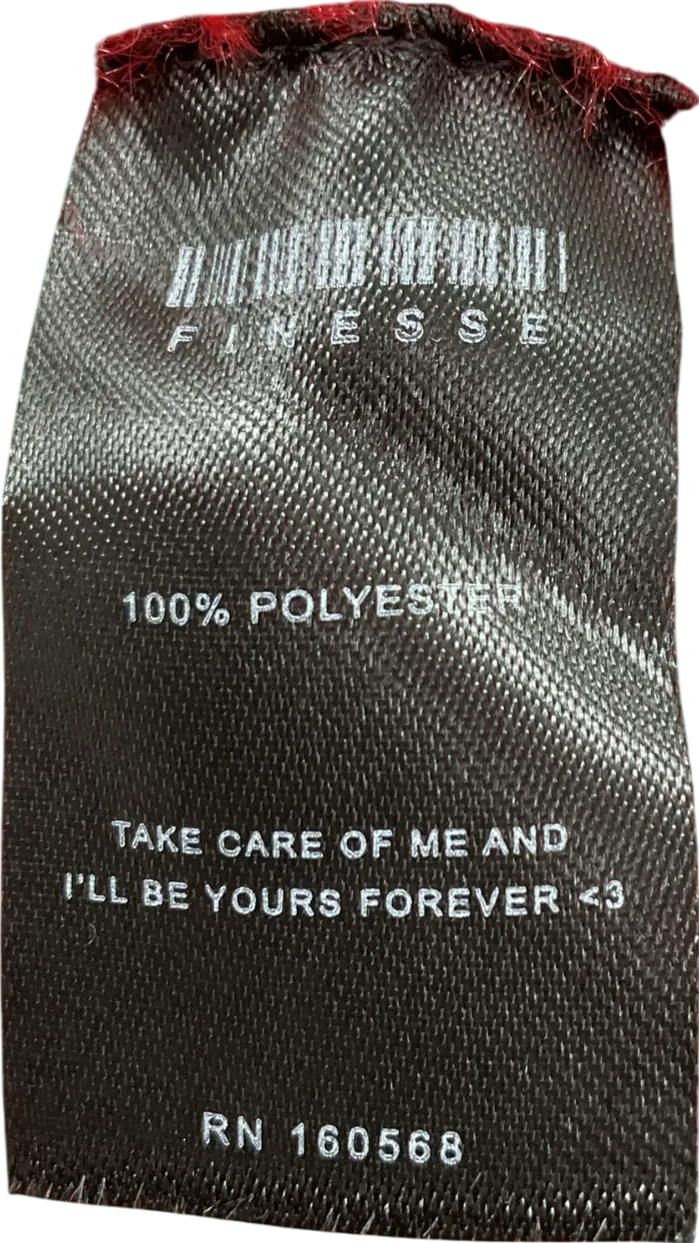 FINESSE
100% POLYESTER
TAKE CARE OF ME AND
I'LL BE YOURS FOREVER <3
RN 160568